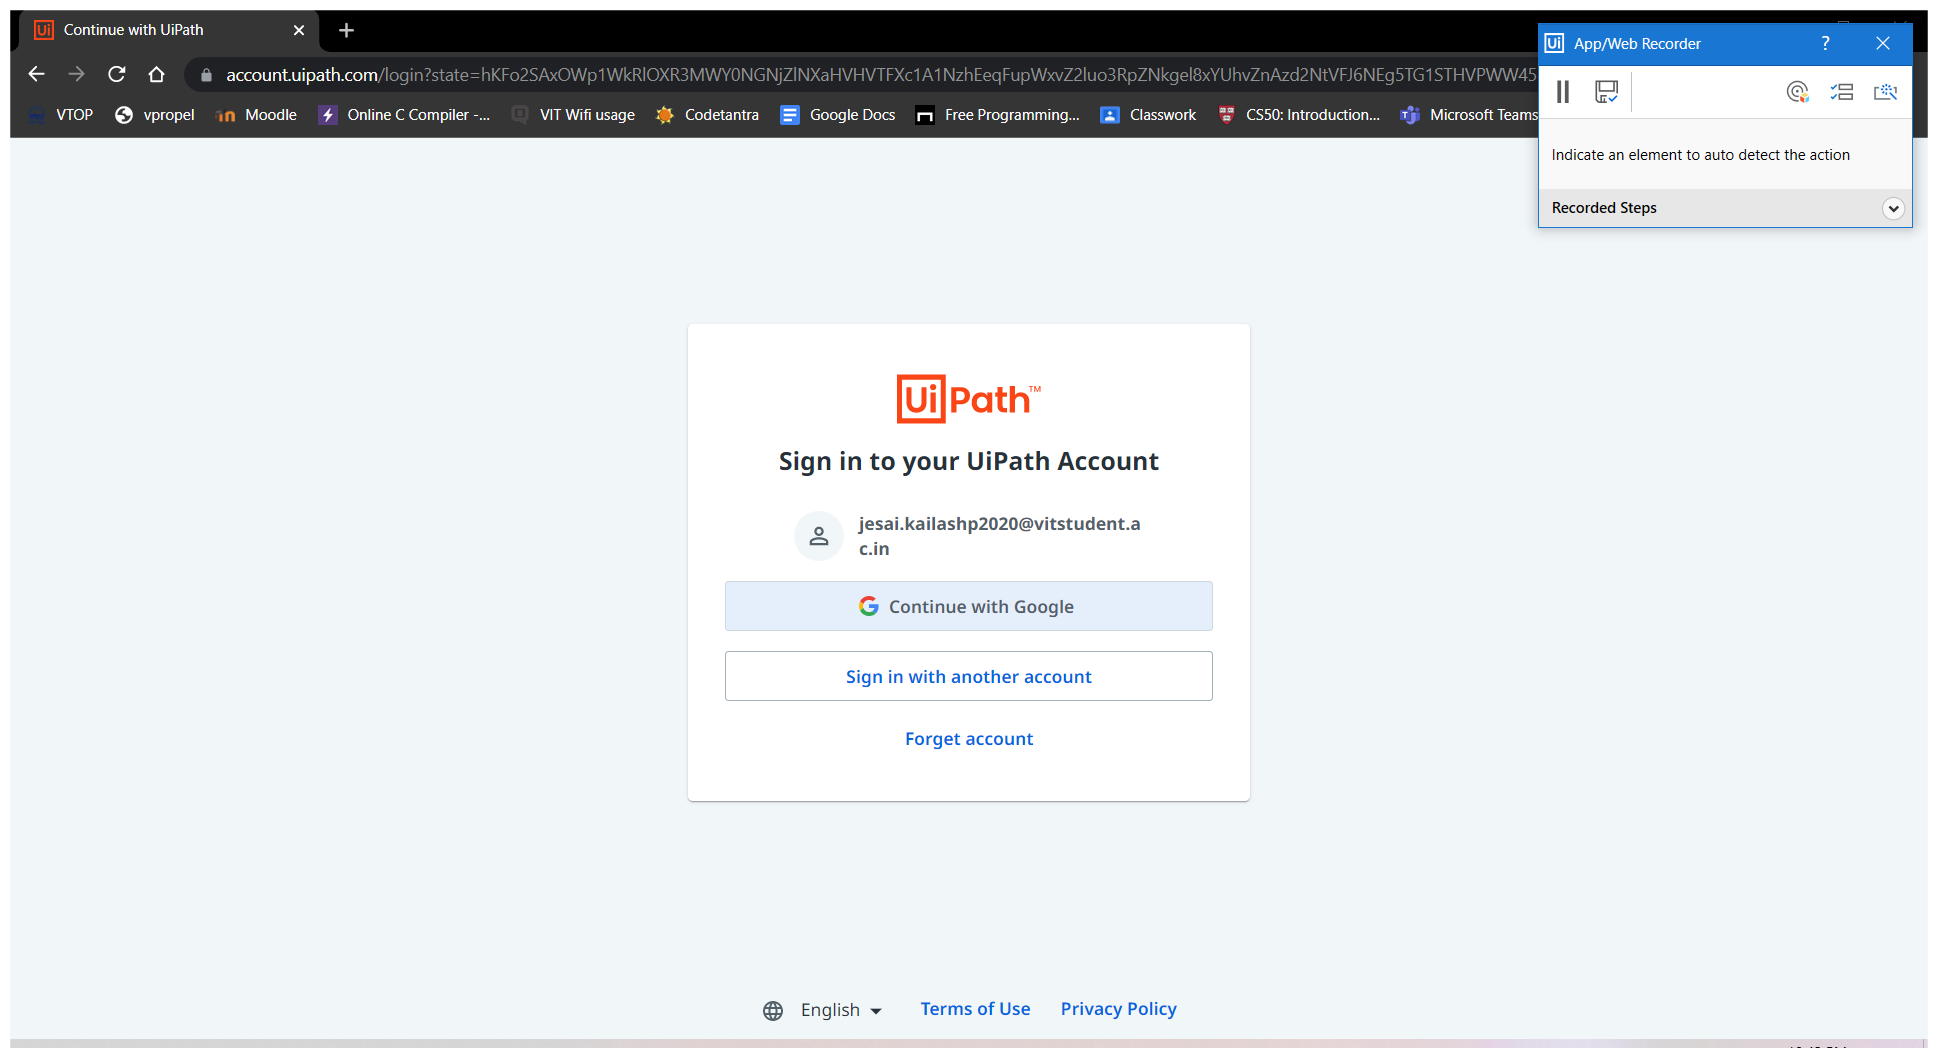 Ui Continue with UiPath
Ui App/Web Recorder ?
account.uipath.com/login?state=
VTOP vpropel Moodle Online C Compiler -... VIT Wifi usage Codetantra Google Docs Free Programming... Classwork CS50: Introduction... Microsoft Teams
Indicate an element to auto detect the action
Recorded Steps
UiPath™
Sign in to your UiPath Account
jesai.kailashp2020@vitstudent.a
c.in
Continue with Google
Sign in with another account
Forget account
English Terms of Use Privacy Policy